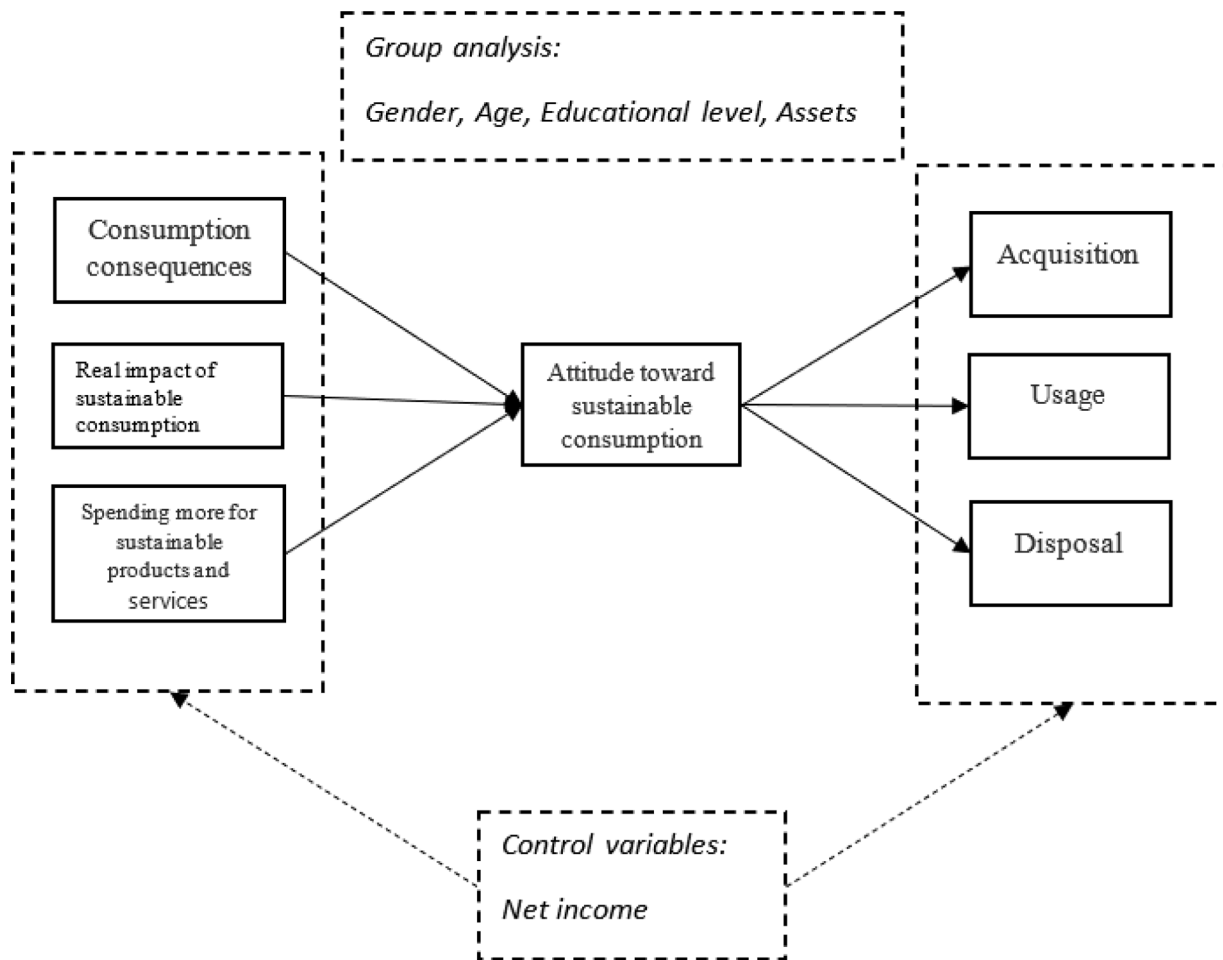 Group analysis:
Gender, Age, Educational level, Assets
Consumption
consequences
Real impact of
sustainable
consumption
Spending more for
sustainable
products and
services
Attitude toward
sustainable
consumption
Acquisition
Usage
Disposal
Control variables:
Net income